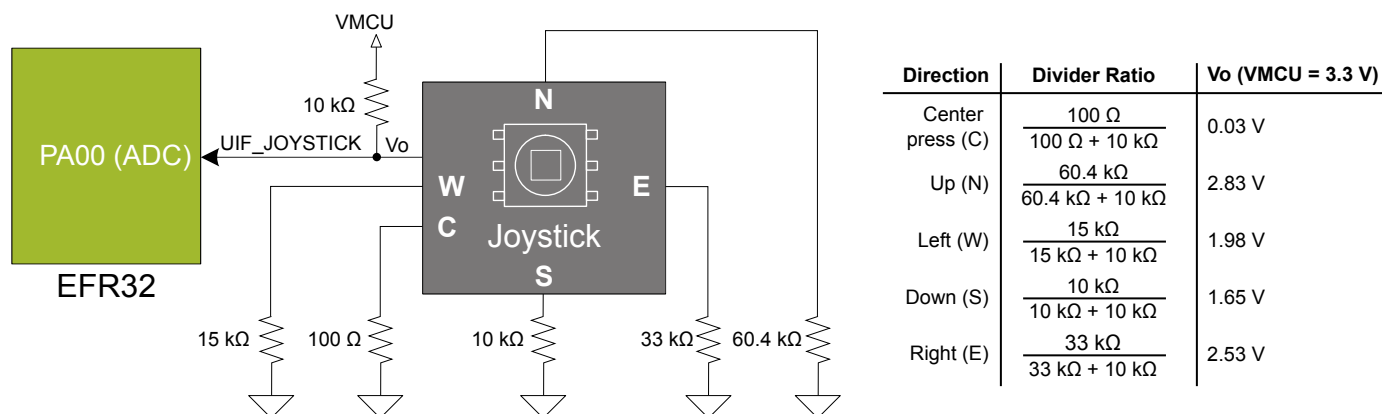 VMCU
10 kΩ
PA00 (ADC)
UIF_JOYSTICK
Vo
N
W
E
C
Joystick
S
EFR32
15 kΩ
100 Ω
10 kΩ
33 kΩ
60.4 kΩ
Direction Divider Ratio Vo (VMCU = 3.3 V)
Center
press (C)
100 Ω
100 Ω + 10 kΩ
0.03 V
Up (N)
60.4 kΩ
60.4 kΩ + 10 kΩ
2.83 V
Left (W)
15 kΩ
15 kΩ + 10 kΩ
1.98 V
Down (S)
10 kΩ
10 kΩ + 10 kΩ
1.65 V
Right (E)
33 kΩ
33 kΩ + 10 kΩ
2.53 V